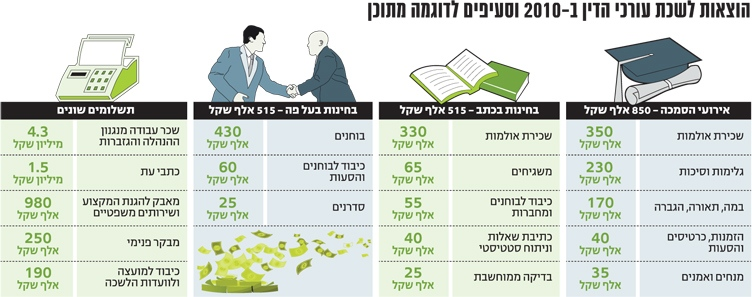 הוצאות לשכת עורכי הדין ב-2010 וסעיפים לדוגמה מתוכן
אירועי הסמכה - 850 אלף שקל
שכירת אולמות
350
אלף שקל
גלימות וסיכות
230
אלף שקל
במה, תאורה, הגברה
170
אלף שקל
הזמנות, כרטיסים
והסעות
40
אלף שקל
מנחים ואמנים
35
אלף שקל
בחינות בכתב - 515 אלף שקל
שכירת אולמות
330
אלף שקל
משגיחים
65
אלף שקל
כיבוד לבוחנים
ומחברות
55
אלף שקל
כתיבת שאלות
וניתוח סטטיסטי
40
אלף שקל
בדיקה ממוחשבת
25
אלף שקל
בחינות בעל פה - 515 אלף שקל
בוחנים
430
אלף שקל
כיבוד לבוחנים
והסעות
60
אלף שקל
סדרנים
25
אלף שקל
תשלומים שונים
שכר עבודה מנגנון
ההנהלה והגזברות
4.3
מיליון שקל
כתבי עת
1.5
מיליון שקל
מאבק להגנת המקצוע
ושירותים משפטיים
980
אלף שקל
מבקר פנימי
250
אלף שקל
כיבוד למועצה
ולוועדות הלשכה
190
אלף שקל